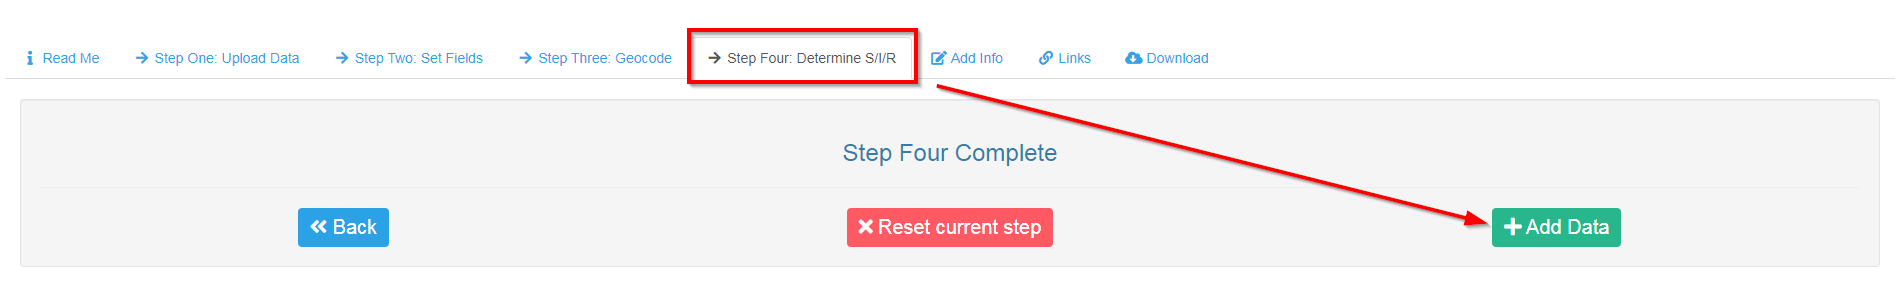 Read Me Step One: Upload Data Step Two: Set Fields Step Three: Geocode Step Four: Determine S/I/R Add Info Links Download
Step Four Complete
Back Reset current step Add Data